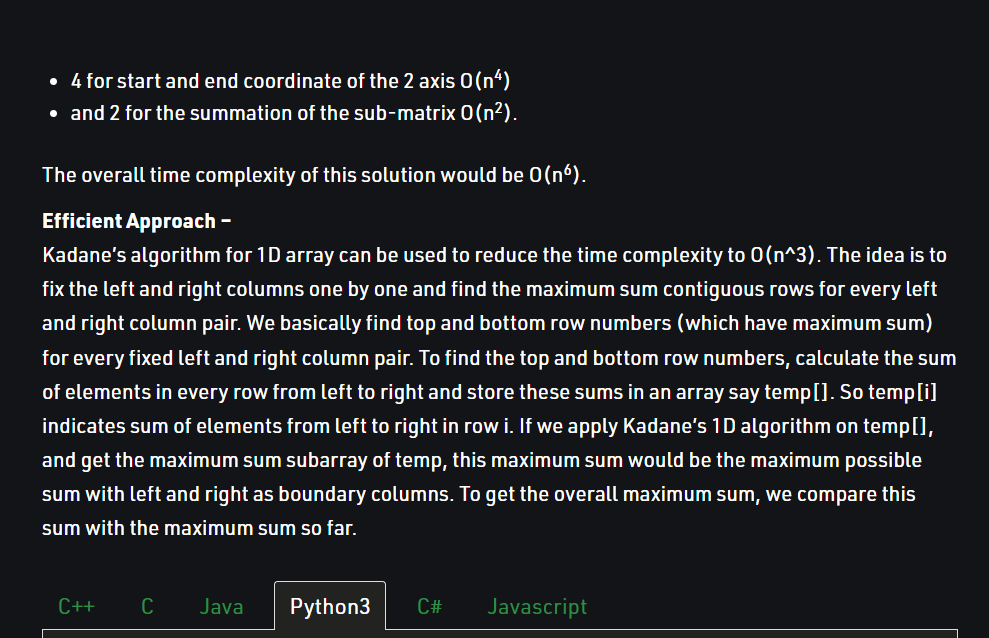 • 4 for start and end coordinate of the 2 axis O(n⁴)
• and 2 for the summation of the sub-matrix O(n²).
The overall time complexity of this solution would be O(n⁶).
Efficient Approach –
Kadane's algorithm for 1D array can be used to reduce the time complexity to O(n^3). The idea is to
fix the left and right columns one by one and find the maximum sum contiguous rows for every left
and right column pair. We basically find top and bottom row numbers (which have maximum sum)
for every fixed left and right column pair. To find the top and bottom row numbers, calculate the sum
of elements in every row from left to right and store these sums in an array say temp[]. So temp[i]
indicates sum of elements from left to right in row i. If we apply Kadane's 1D algorithm on temp[],
and get the maximum sum subarray of temp, this maximum sum would be the maximum possible
sum with left and right as boundary columns. To get the overall maximum sum, we compare this
sum with the maximum sum so far.
C++ C Java Python3 C# Javascript